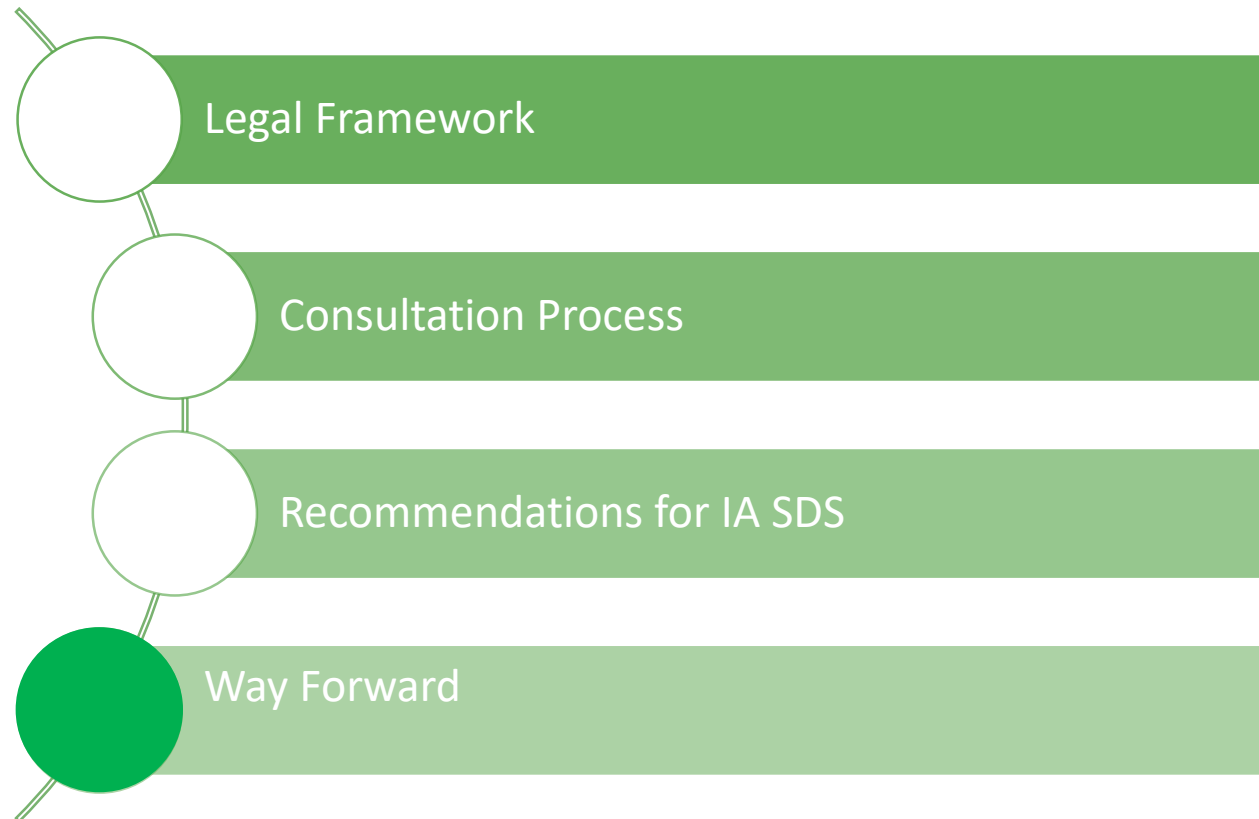 Legal Framework
Consultation Process
Recommendations for IA SDS
Way Forward